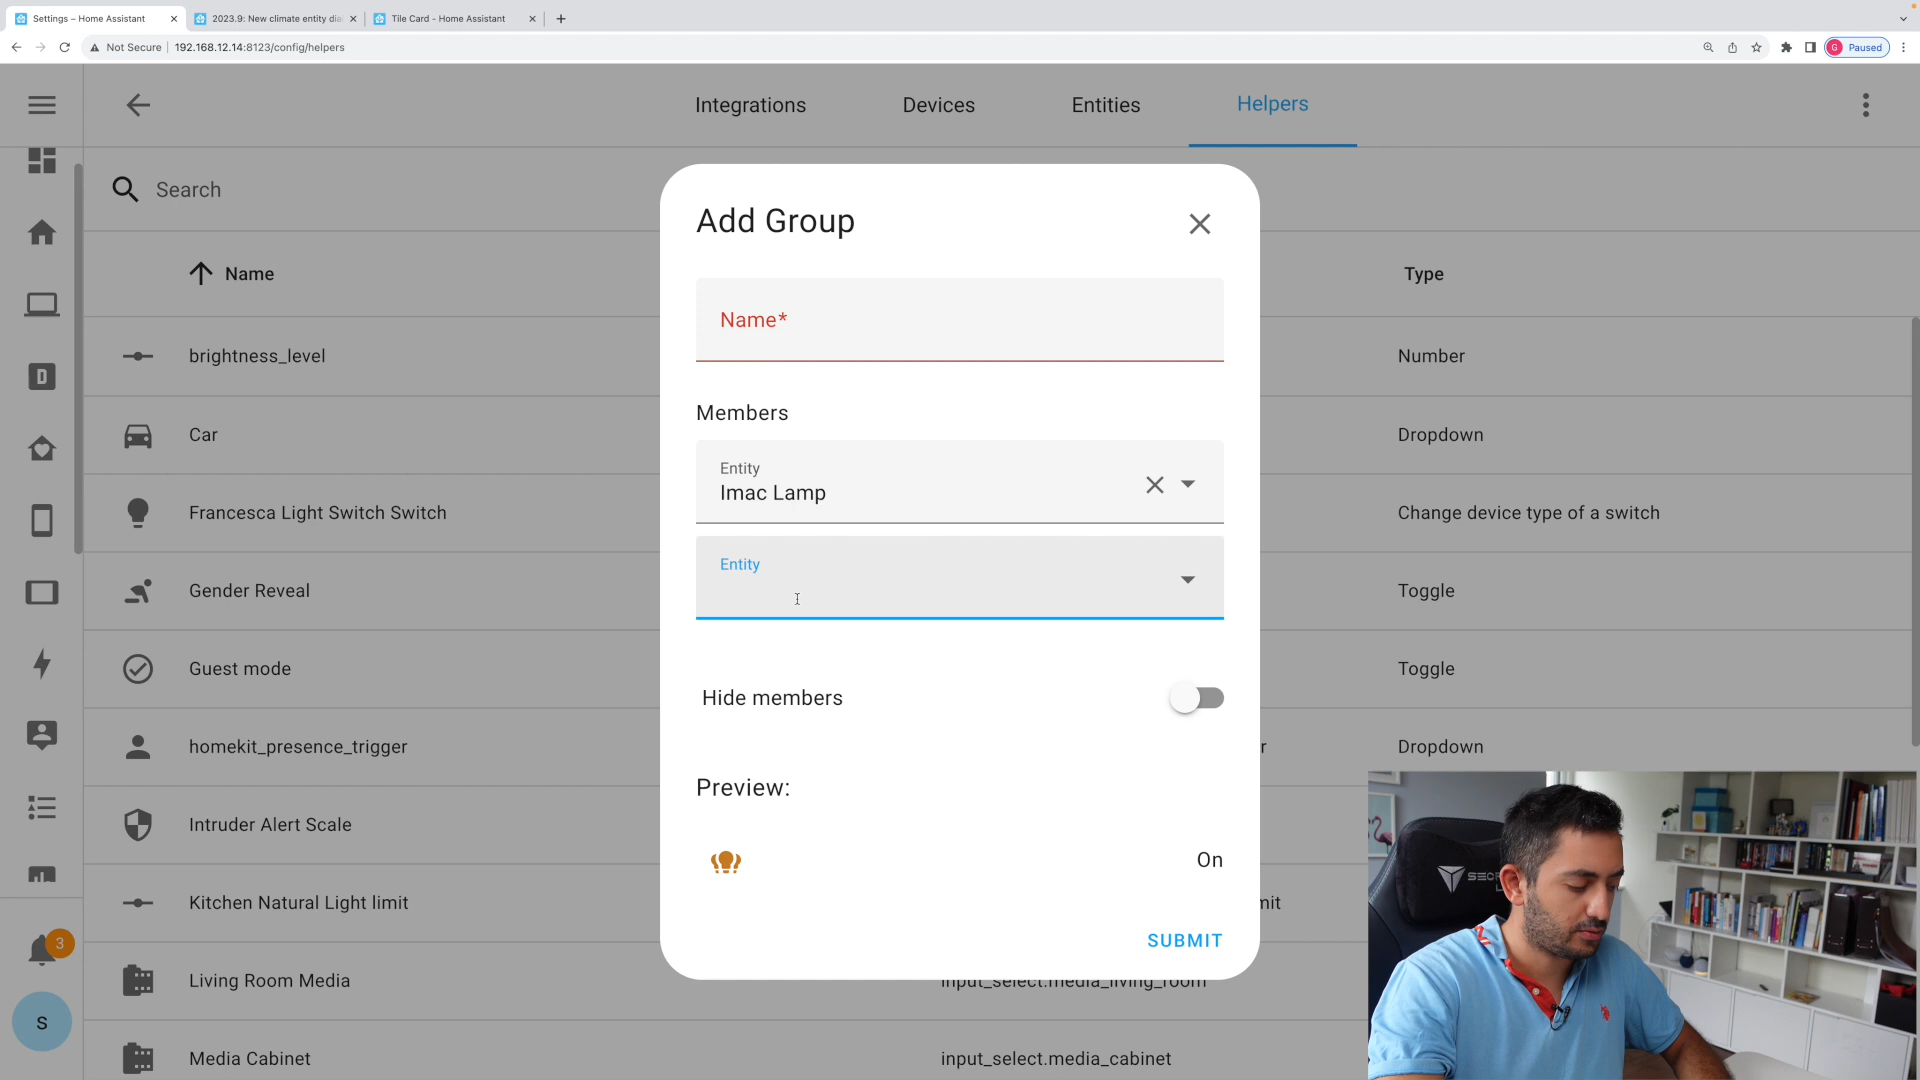 Settings – Home Assistant
2023.9: New climate entity dia
Tile Card - Home Assistant
Not Secure
192.168.12.14:8123/config/helpers
G
Paused
Integrations
Devices
Entities
Helpers
Search
Name
Type
brightness_level
Number
Car
Dropdown
Francesca Light Switch Switch
Change device type of a switch
Gender Reveal
Toggle
Guest mode
Toggle
homekit_presence_trigger
r
Dropdown
Intruder Alert Scale
Kitchen Natural Light limit
mit
Living Room Media
input_select.media_living_room
Media Cabinet
input_select.media_cabinet
D
3
S
Add Group
Name*
Members
Entity
Imac Lamp
Entity
Hide members
Preview:
On
SUBMIT